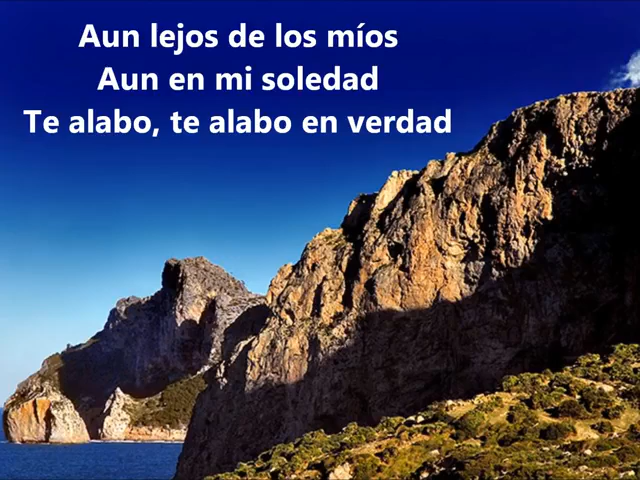 Aun lejos de los míos
Aun en mi soledad
Te alabo, te alabo en verdad